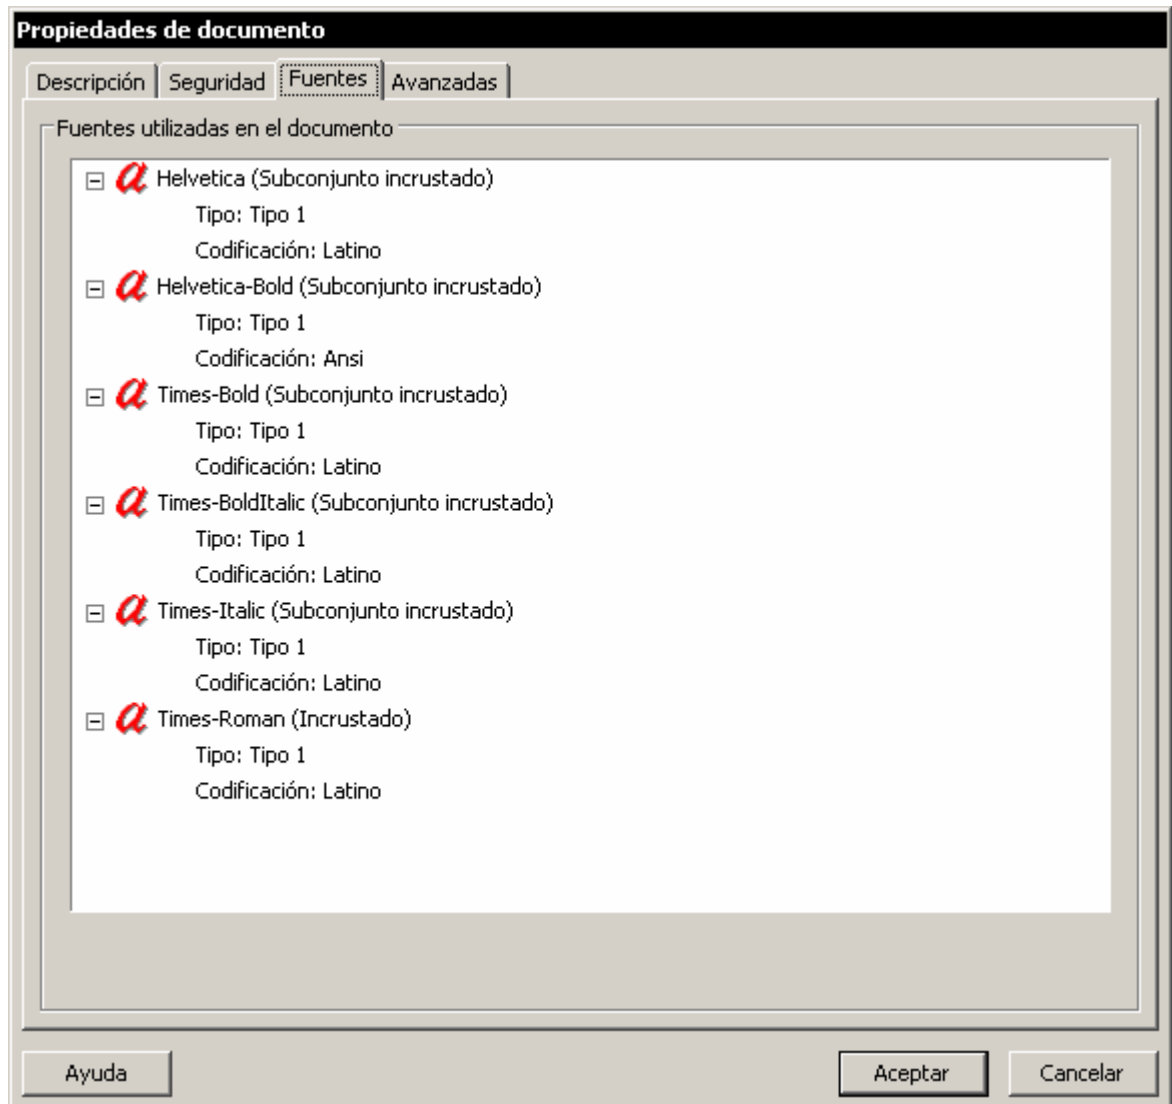 Propiedades de documento
Descripción Seguridad Fuentes Avanzadas
Fuentes utilizadas en el documento
Helvetica (Subconjunto incrustado)
Tipo: Tipo 1
Codificación: Latino
Helvetica-Bold (Subconjunto incrustado)
Tipo: Tipo 1
Codificación: Ansi
Times-Bold (Subconjunto incrustado)
Tipo: Tipo 1
Codificación: Latino
Times-BoldItalic (Subconjunto incrustado)
Tipo: Tipo 1
Codificación: Latino
Times-Italic (Subconjunto incrustado)
Tipo: Tipo 1
Codificación: Latino
Times-Roman (Incrustado)
Tipo: Tipo 1
Codificación: Latino
Ayuda Aceptar Cancelar